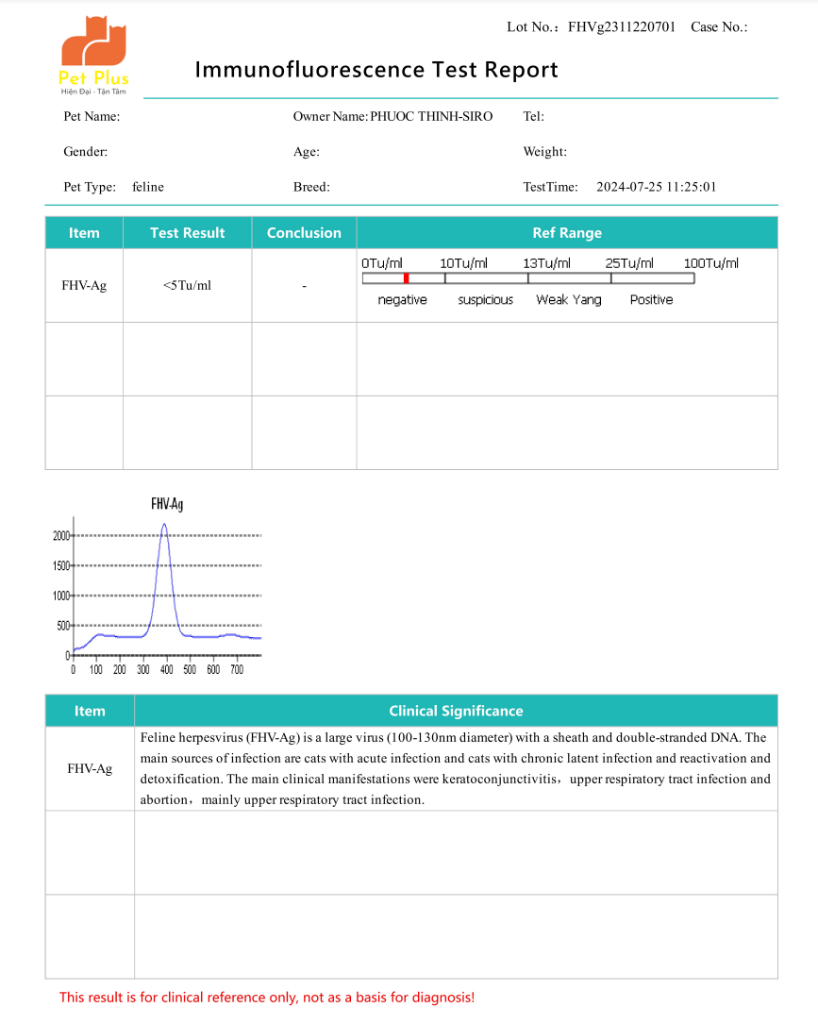 Lot No.：FHVg2311220701 Case No.:
Pet Plus
Hiện Đại - Tận Tâm
Immunofluorescence Test Report
Pet Name: Owner Name: PHUOC THINH-SIRO Tel:
Gender: Age: Weight:
Pet Type: feline Breed: TestTime: 2024-07-25 11:25:01
Item Test Result Conclusion Ref Range
0Tu/ml 10Tu/ml 13Tu/ml 25Tu/ml 100Tu/ml
FHV-Ag <5Tu/ml -
negative suspicious Weak Yang Positive
FHV-Ag
2000
1500
1000
500
0
0 100 200 300 400 500 600 700
Item Clinical Significance
FHV-Ag
Feline herpesvirus (FHV-Ag) is a large virus (100-130nm diameter) with a sheath and double-stranded DNA. The
main sources of infection are cats with acute infection and cats with chronic latent infection and reactivation and
detoxification. The main clinical manifestations were keratoconjunctivitis，upper respiratory tract infection and
abortion，mainly upper respiratory tract infection.
This result is for clinical reference only, not as a basis for diagnosis!